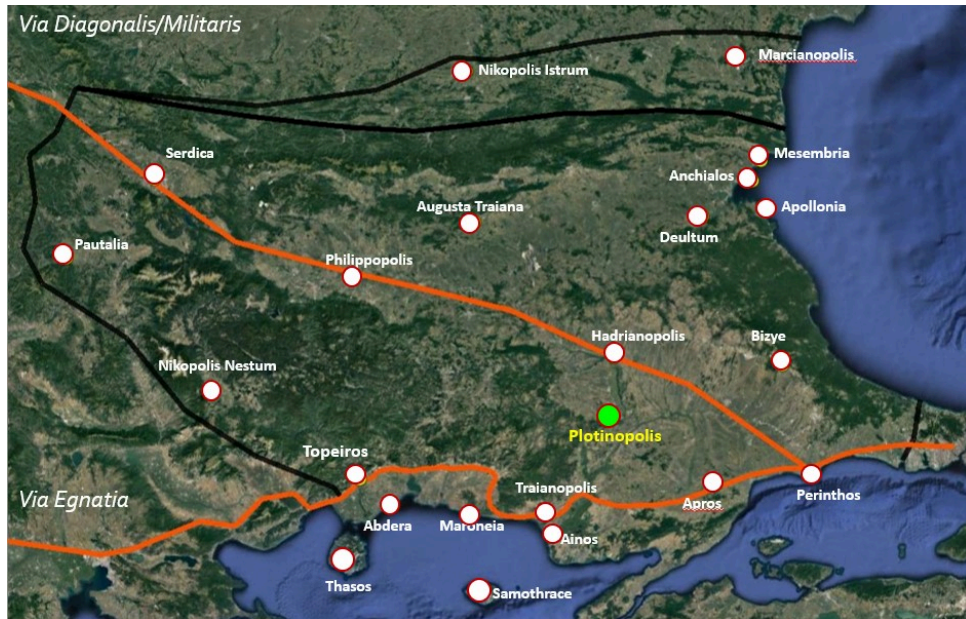 Via Diagonalis/Militaris
Marcianopolis
Nikopolis Istrum
Serdica
Mesembria
Anchialos
Augusta Traiana
Apollonia
Deultum
Pautalia
Philippopolis
Hadrianopolis
Bizye
Nikopolis Nestum
Plotinopolis
Topeiros
Via Egnatia
Traianopolis
Perinthos
Apros
Abdera
Maroneia
Ainos
Thasos
Samothrace